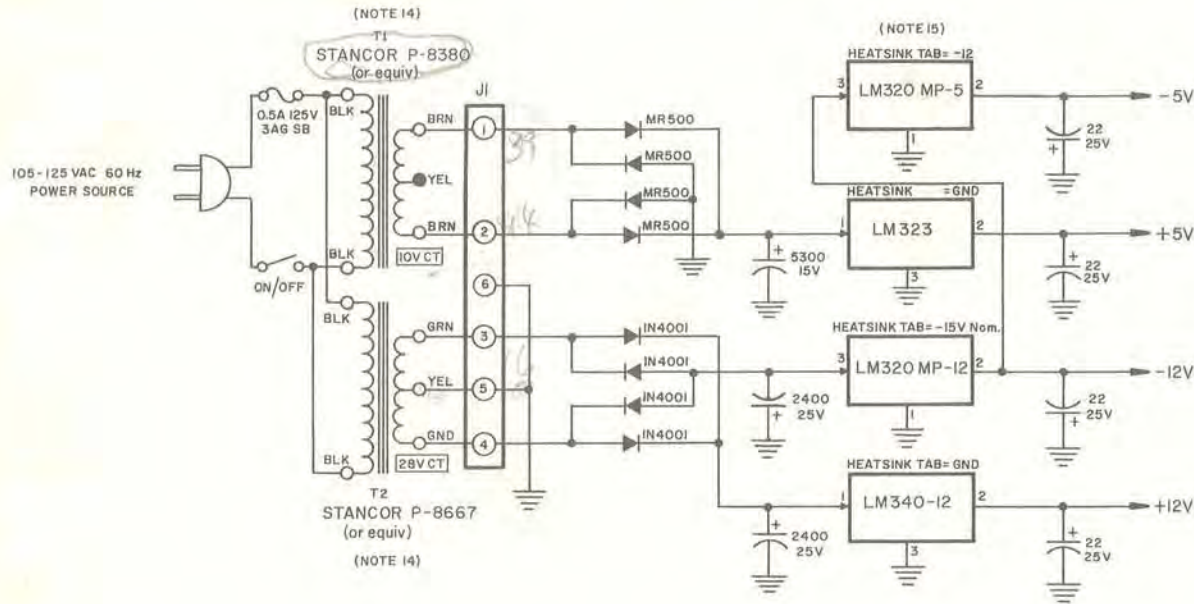 (NOTE 14)
T1
STANCOR P-8380
(or equiv)
0.5A 125V
3AG SB
BLK
BLK
105-125 VAC 60 Hz
POWER SOURCE
ON/OFF
BRN
YEL
BRN
10V CT
BLK
BLK
GRN
YEL
GND
28V CT
T2
STANCOR P-8667
(or equiv)
(NOTE 14)
J1
1
2
6
3
5
4
39
MR500
MR500
MR500
MR500
IN4001
IN4001
IN4001
IN4001
5300
15V
2400
25V
2400
25V
(NOTE 15)
HEATSINK TAB= -12
3 LM320 MP-5 2
1
22
25V
-5V
HEATSINK =GND
1 LM323 2
3
22
25V
+5V
HEATSINK TAB= -15V Nom.
3 LM320 MP-12 2
1
22
25V
-12V
HEATSINK TAB= GND
1 LM340-12 2
3
22
25V
+12V